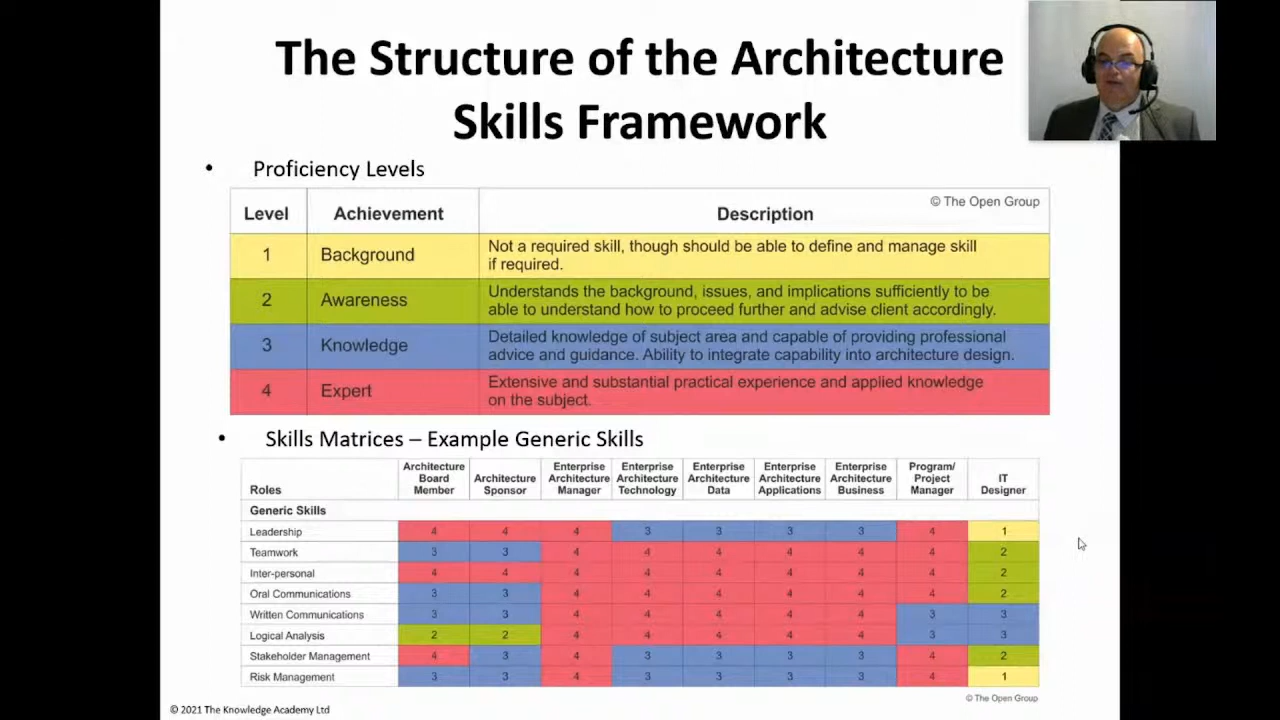 The Structure of the Architecture
Skills Framework
• Proficiency Levels
© The Open Group
Level Achievement Description
1 Background Not a required skill, though should be able to define and manage skill
if required.
2 Awareness Understands the background, issues, and implications sufficiently to be
able to understand how to proceed further and advise client accordingly.
3 Knowledge Detailed knowledge of subject area and capable of providing professional
advice and guidance. Ability to integrate capability into architecture design.
4 Expert Extensive and substantial practical experience and applied knowledge
on the subject.
• Skills Matrices – Example Generic Skills
Roles Architecture Board Member Architecture Sponsor Enterprise Architecture Manager Enterprise Architecture Technology Enterprise Architecture Data Enterprise Architecture Applications Enterprise Architecture Business Program/ Project Manager IT Designer
Generic Skills
Leadership 4 4 4 3 3 3 3 4 1
Teamwork 3 3 4 4 4 4 4 4 2
Inter-personal 4 4 4 4 4 4 4 4 2
Oral Communications 3 3 4 4 4 4 4 4 2
Written Communications 3 3 4 4 4 4 4 3 3
Logical Analysis 2 2 4 4 4 4 4 3 3
Stakeholder Management 4 3 4 3 3 3 3 4 2
Risk Management 3 3 4 3 3 3 3 4 1
© The Open Group
© 2021 The Knowledge Academy Ltd